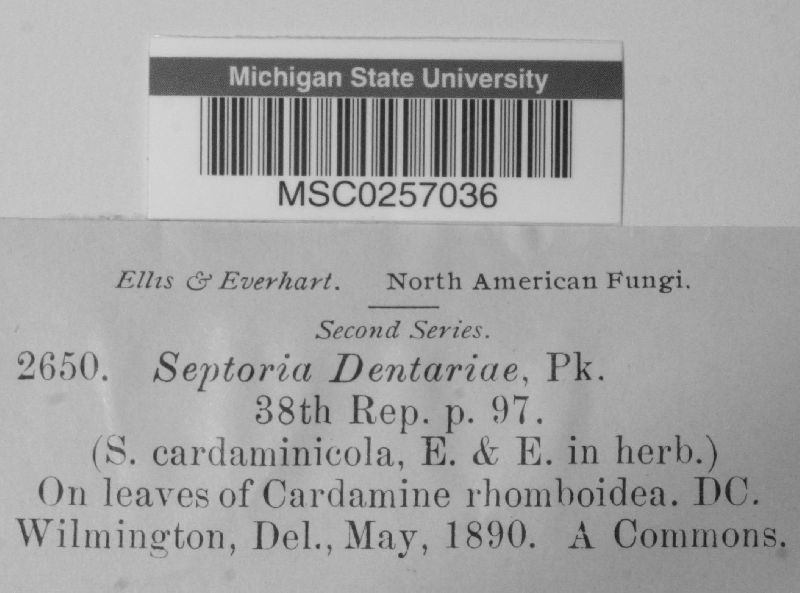 Michigan State University
MSC0257036
Ellis & Everhart. North American Fungi.
Second Series.
2650. Septoria Dentariae, Pk.
38th Rep. p. 97.
(S. cardaminicola, E. & E. in herb.)
On leaves of Cardamine rhomboidea. DC.
Wilmington, Del., May, 1890. A Commons.